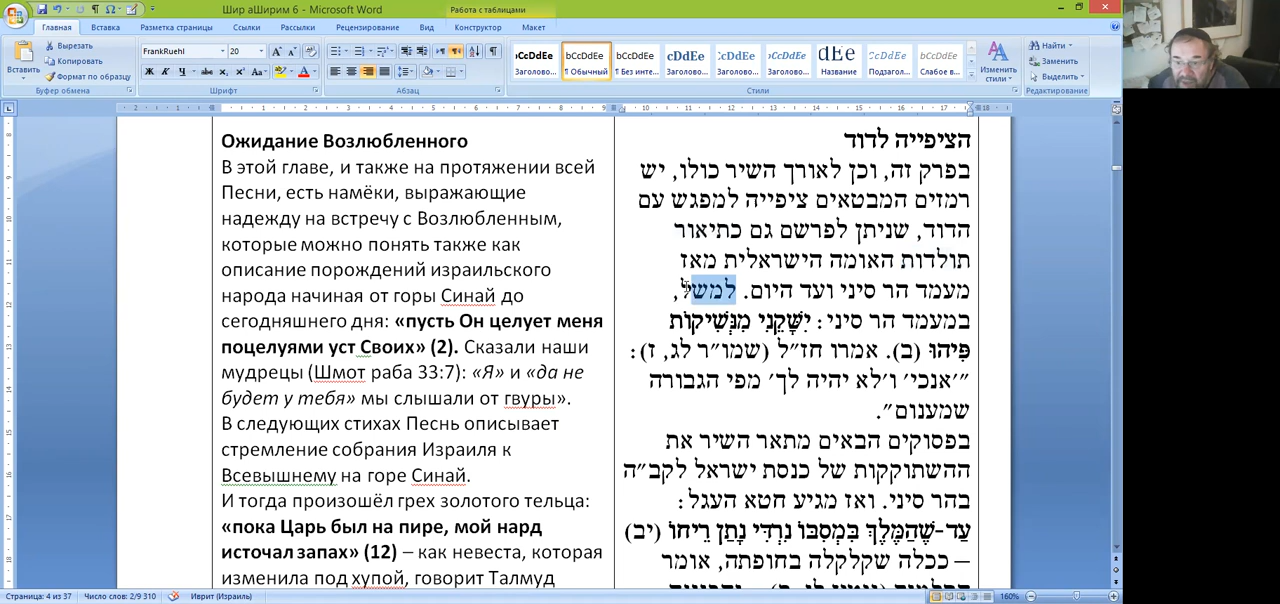 Шир аШирим 6 - Microsoft Word
Работа с таблицами
Главная
Вставка
Разметка страницы
Ссылки
Рассылки
Рецензирование
Вид
Конструктор
Макет
Вставить
Вырезать
Копировать
Формат по образцу
Буфер обмена
FrankRuehl
20
Шрифт
Абзац
Заголово...
¶ Обычный
¶ Без инте...
Заголово...
Заголово...
Заголово...
Название
Подзагол...
Слабое в...
Стили
Изменить стили
Найти
Заменить
Выделить
Редактирование
Ожидание Возлюбленного
В этой главе, и также на протяжении всей
Песни, есть намёки, выражающие
надежду на встречу с Возлюбленным,
которые можно понять также как
описание порождений израильского
народа начиная от горы Синай до
сегодняшнего дня: «пусть Он целует меня
поцелуями уст Своих» (2). Сказали наши
мудрецы (Шмот раба 33:7): «Я» и «да не
будет у тебя» мы слышали от гвуры».
В следующих стихах Песнь описывает
стремление собрания Израиля к
Всевышнему на горе Синай.
И тогда произошёл грех золотого тельца:
«пока Царь был на пире, мой нард
источал запах» (12) – как невеста, которая
изменила под хупой, говорит Талмуд
הציפייה לדוד
בפרק זה, וכן לאורך השיר כולו, יש
רמזים המבטאים ציפייה למפגש עם
הדוד, שניתן לפרשם גם כתיאור
תולדות האומה הישראלית מאז
מעמד הר סיני ועד היום. למשל,
במעמד הר סיני: יִשָּׁקֵנִי מִנְּשִׁיקוֹת
פִּיהוּ (ב). אמרו חז״ל (שמו״ר לג, ז):
״׳אנכי׳ ו׳לא יהיה לך׳ מפי הגבורה
שמענום״.
בפסוקים הבאים מתאר השיר את
ההשתוקקות של כנסת ישראל לקב״ה
בהר סיני. ואז מגיע חטא העגל:
עַד-שֶׁהַמֶּלֶךְ בִּמְסִבּוֹ נִרְדִּי נָתַן רֵיחוֹ (יב)
– ככלה שקלקלה בחופתה, אומר
Страница: 4 из 37
Число слов: 2/9 310
Иврит (Израиль)
160%